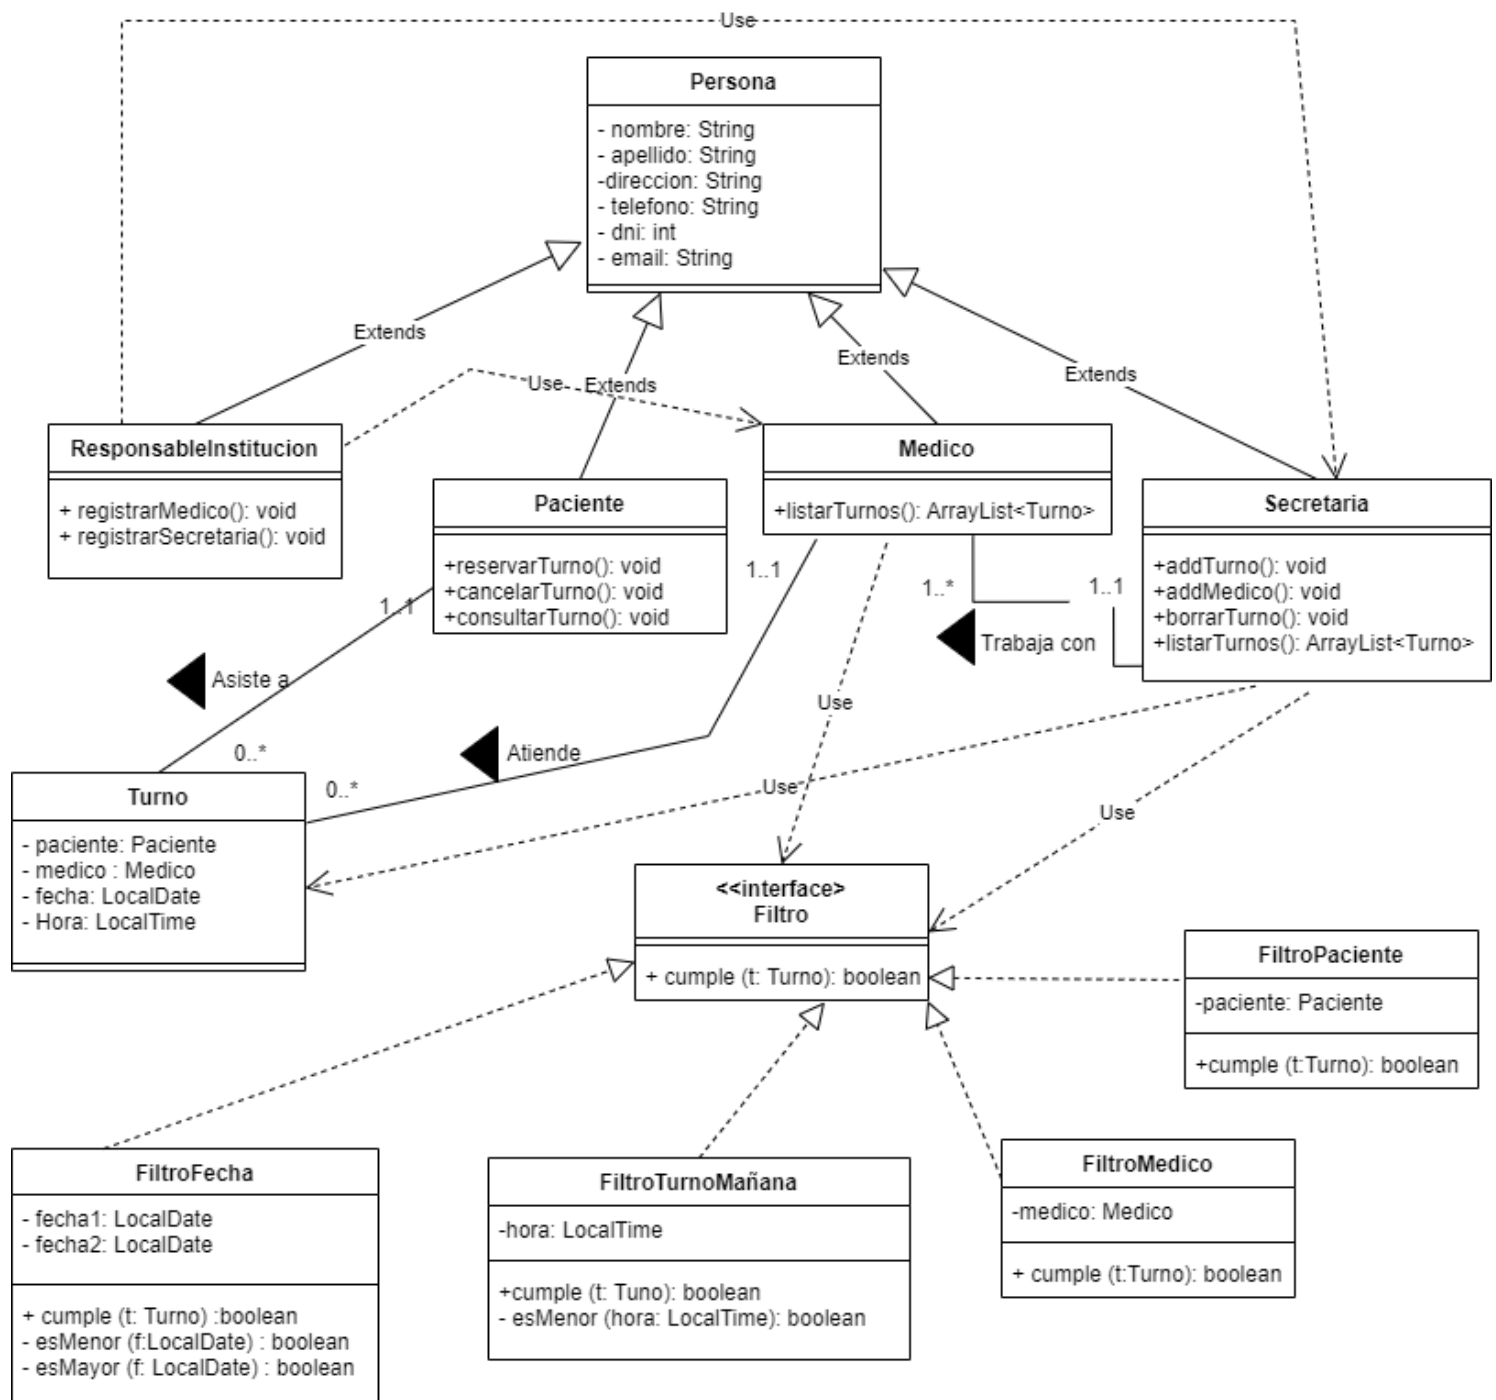 Use
Persona
- nombre: String
- apellido: String
-direccion: String
- telefono: String
- dni: int
- email: String
Extends
Extends
Extends
Extends
Use
ResponsableInstitucion
+ registrarMedico(): void
+ registrarSecretaria(): void
Paciente
+reservarTurno(): void
+cancelarTurno(): void
+consultarTurno(): void
Medico
+listarTurnos(): ArrayList<Turno>
Secretaria
+addTurno(): void
+addMedico(): void
+borrarTurno(): void
+listarTurnos(): ArrayList<Turno>
1..1
1..1
1..*
1..1
Trabaja con
Asiste a
Use
0..*
Atiende
0..*
Use
Use
Turno
- paciente: Paciente
- medico : Medico
- fecha: LocalDate
- Hora: LocalTime
<<interface>
Filtro
+ cumple (t: Turno): boolean
FiltroPaciente
-paciente: Paciente
+cumple (t:Turno): boolean
FiltroFecha
- fecha1: LocalDate
- fecha2: LocalDate
+ cumple (t: Turno) :boolean
- esMenor (f:LocalDate) : boolean
- esMayor (f: LocalDate) : boolean
FiltroTurnoMañana
-hora: LocalTime
+cumple (t: Tuno): boolean
- esMenor (hora: LocalTime): boolean
FiltroMedico
-medico: Medico
+ cumple (t:Turno): boolean